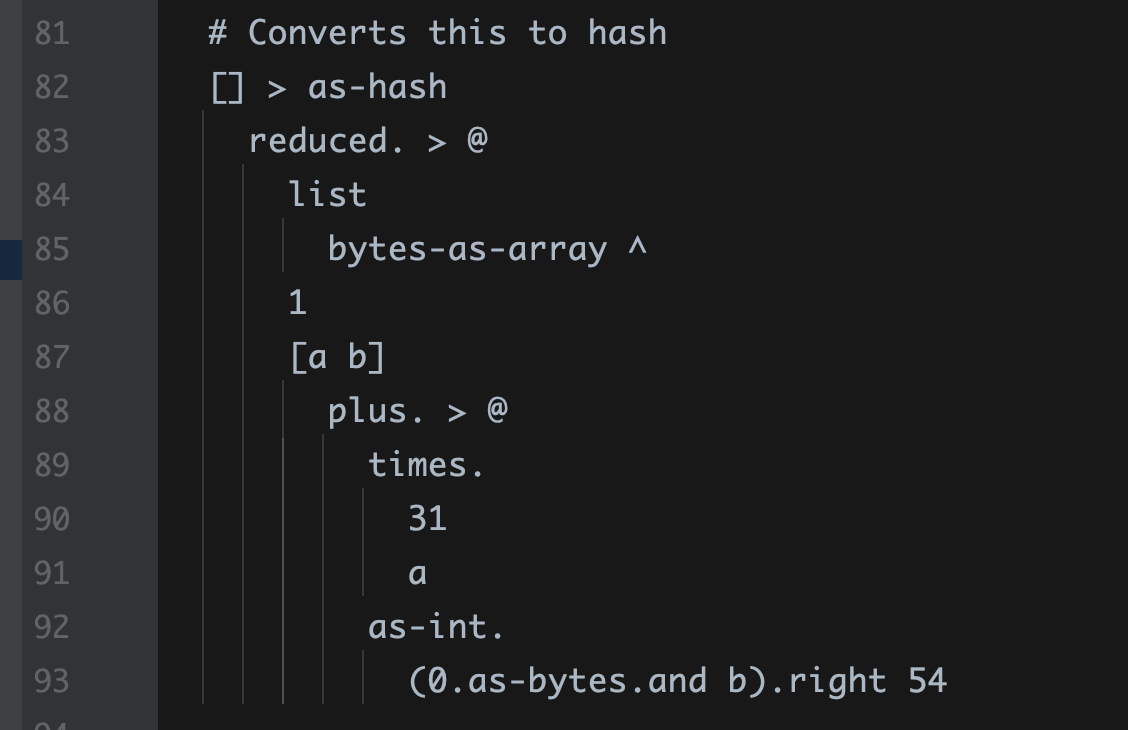 81 # Converts this to hash
82 [] > as-hash
83 reduced. > @
84 list
85 bytes-as-array ^
86 1
87 [a b]
88 plus. > @
89 times.
90 31
91 a
92 as-int.
93 (0.as-bytes.and b).right 54